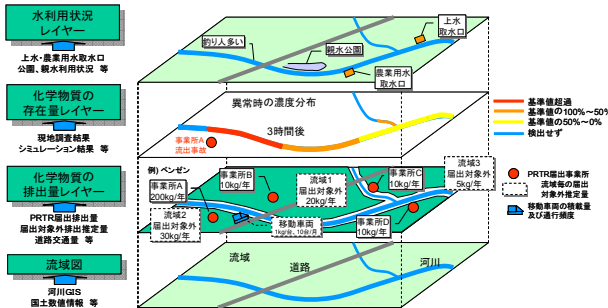 水利用状況
レイヤー
上水・農業用水取水口
公園、親水利用状況 等
釣り人多い
親水公園
上水
取水口
農業用水
取水口
化学物質の
存在量レイヤー
現地調査結果
シミュレーション結果 等
異常時の濃度分布
3時間後
事業所A
流出事故
基準値超過
基準値の100%~50%
基準値の50%~0%
検出せず
化学物質の
排出量レイヤー
PRTR届出排出量
届出対象外排出推定量
道路交通量 等
例) ベンゼン
事業所A
200kg/年
事業所B
10kg/年
流域1
届出対象外
20kg/年
事業所C
10kg/年
流域3
届出対象外
5kg/年
流域2
届出対象外
30kg/年
移動車両
1kg/台、10台/月
事業所D
10kg/年
PRTR届出事業所
流域毎の届出
対象外推定量
移動車両の積載量
及び通行頻度
流域図
河川GIS
国土数値情報 等
流域
道路
河川